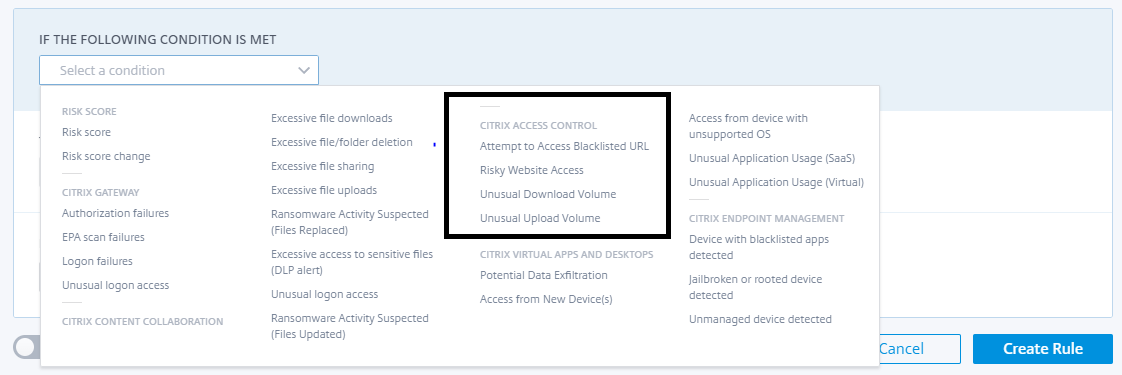 IF THE FOLLOWING CONDITION IS MET
Select a condition
RISK SCORE
Risk score
Risk score change
CITRIX GATEWAY
Authorization failures
EPA scan failures
Logon failures
Unusual logon access
CITRIX CONTENT COLLABORATION
Excessive file downloads
Excessive file/folder deletion
Excessive file sharing
Excessive file uploads
Ransomware Activity Suspected
(Files Replaced)
Excessive access to sensitive files
(DLP alert)
Unusual logon access
Ransomware Activity Suspected
(Files Updated)
CITRIX ACCESS CONTROL
Attempt to Access Blacklisted URL
Risky Website Access
Unusual Download Volume
Unusual Upload Volume
CITRIX VIRTUAL APPS AND DESKTOPS
Potential Data Exfiltration
Access from New Device(s)
Access from device with
unsupported OS
Unusual Application Usage (SaaS)
Unusual Application Usage (Virtual)
CITRIX ENDPOINT MANAGEMENT
Device with blacklisted apps
detected
Jailbroken or rooted device
detected
Unmanaged device detected
Cancel
Create Rule